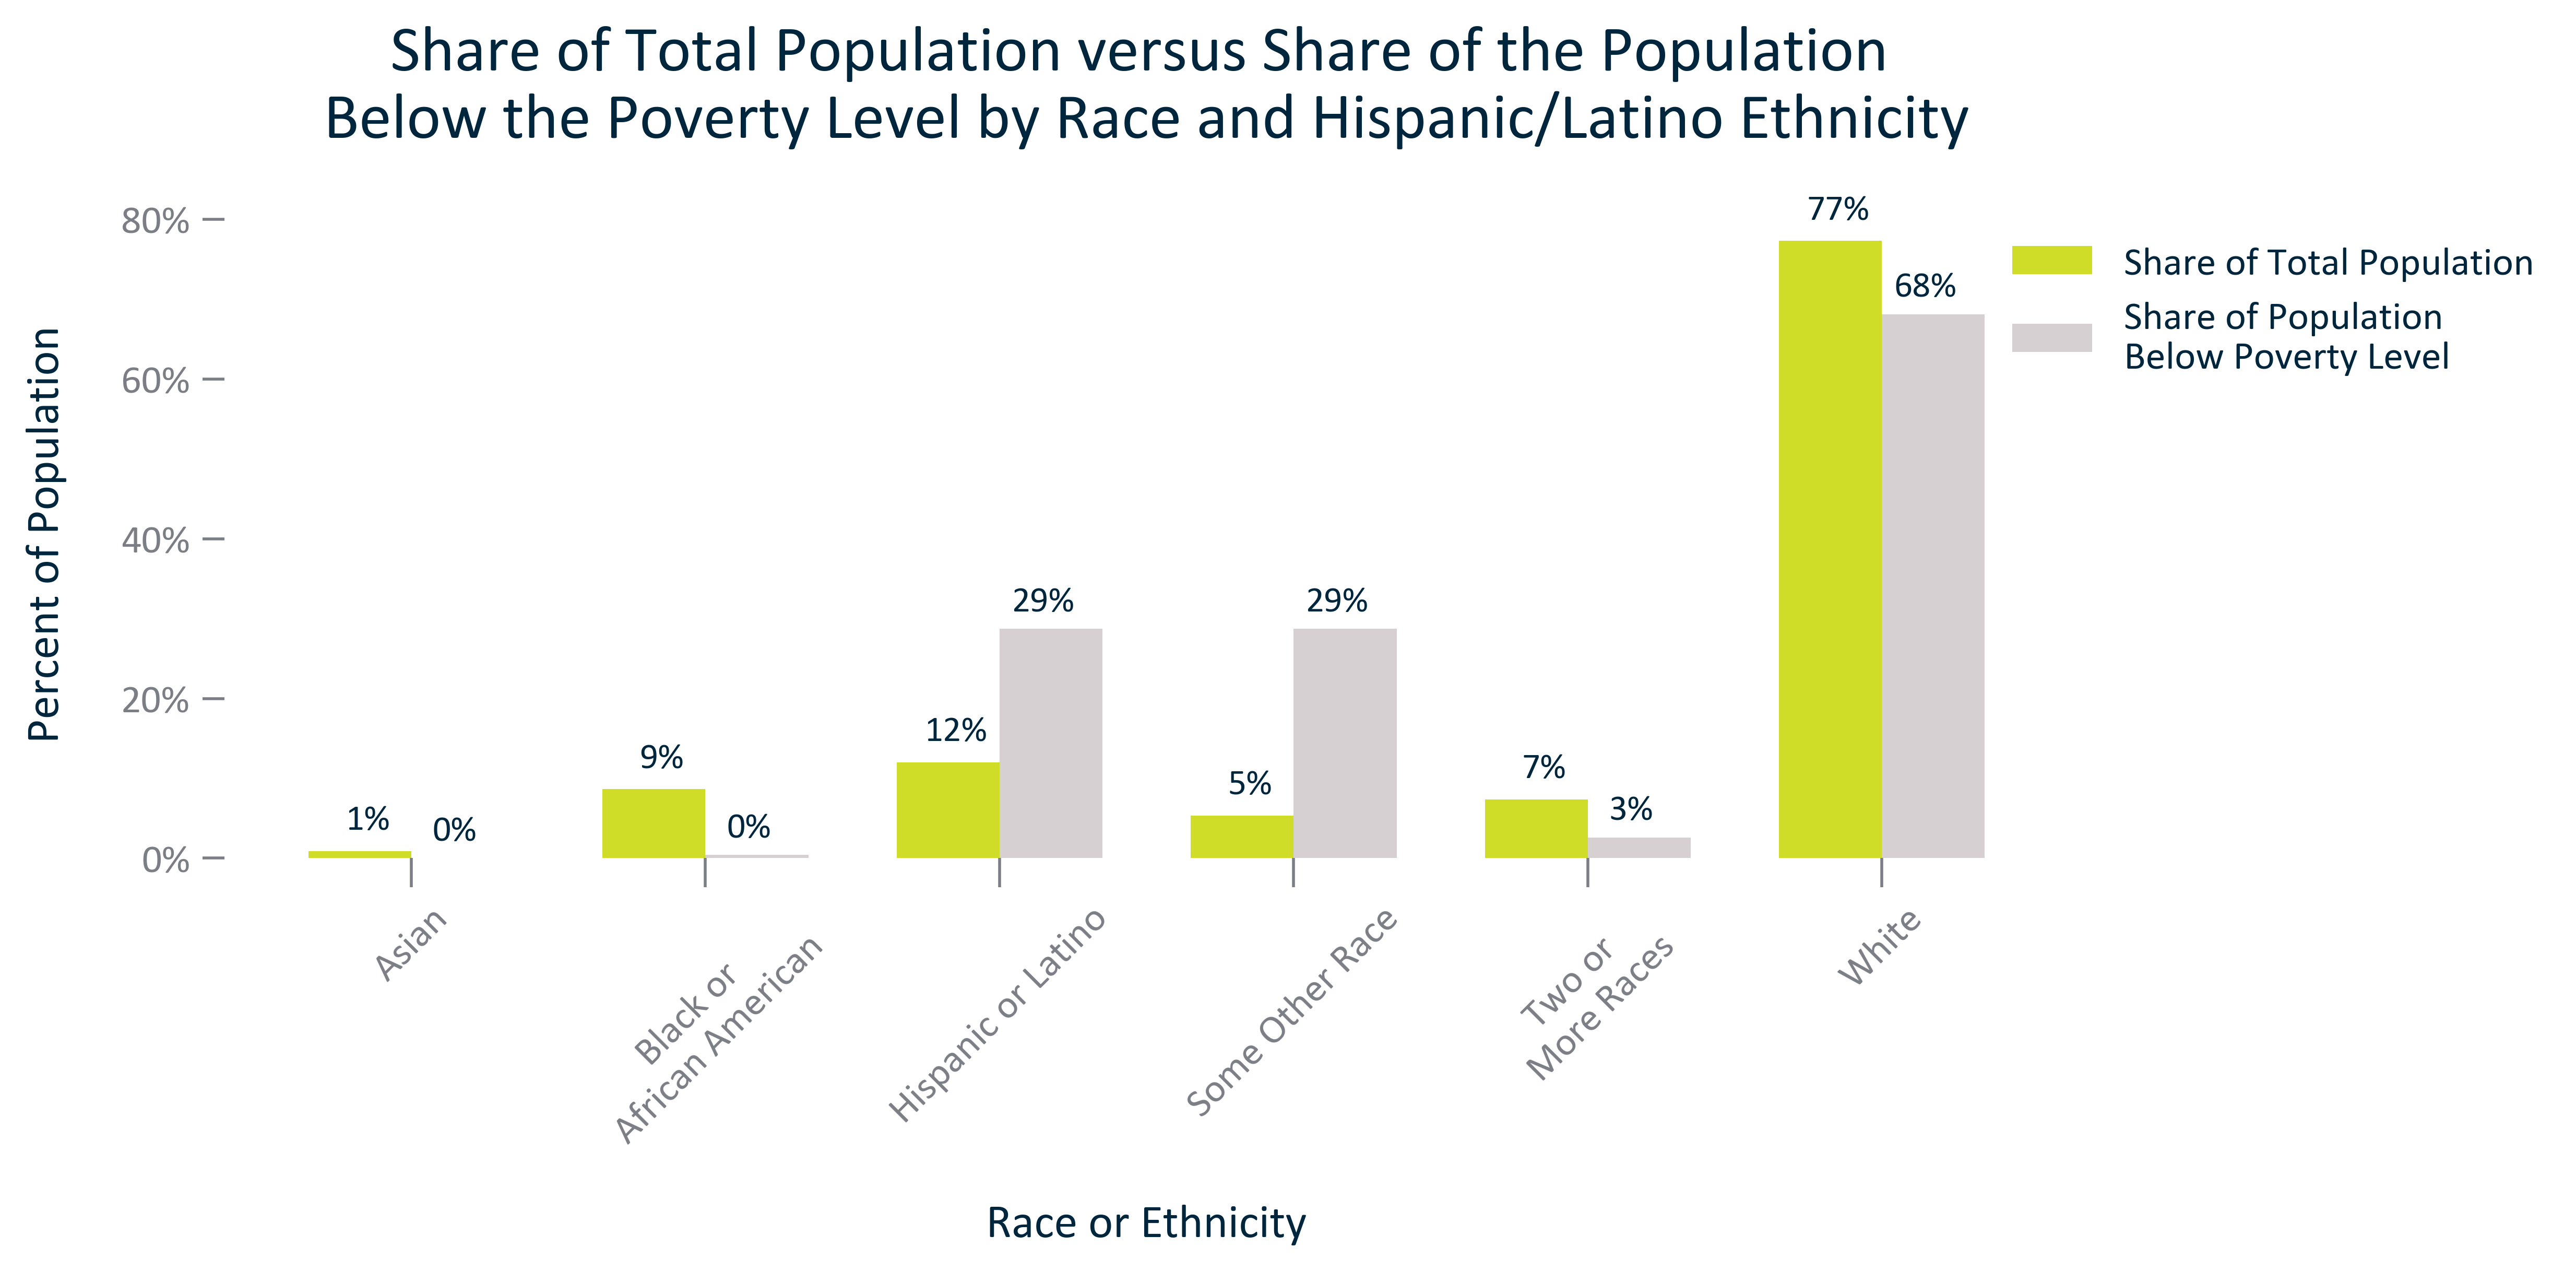 Share of Total Population versus Share of the Population
Below the Poverty Level by Race and Hispanic/Latino Ethnicity
Percent of Population
80%
60%
40%
20%
0%
1%
0%
9%
0%
12%
29%
5%
29%
7%
3%
77%
68%
Share of Total Population
Share of Population
Below Poverty Level
Asian
Black or
African American
Hispanic or Latino
Some Other Race
Two or
More Races
White
Race or Ethnicity